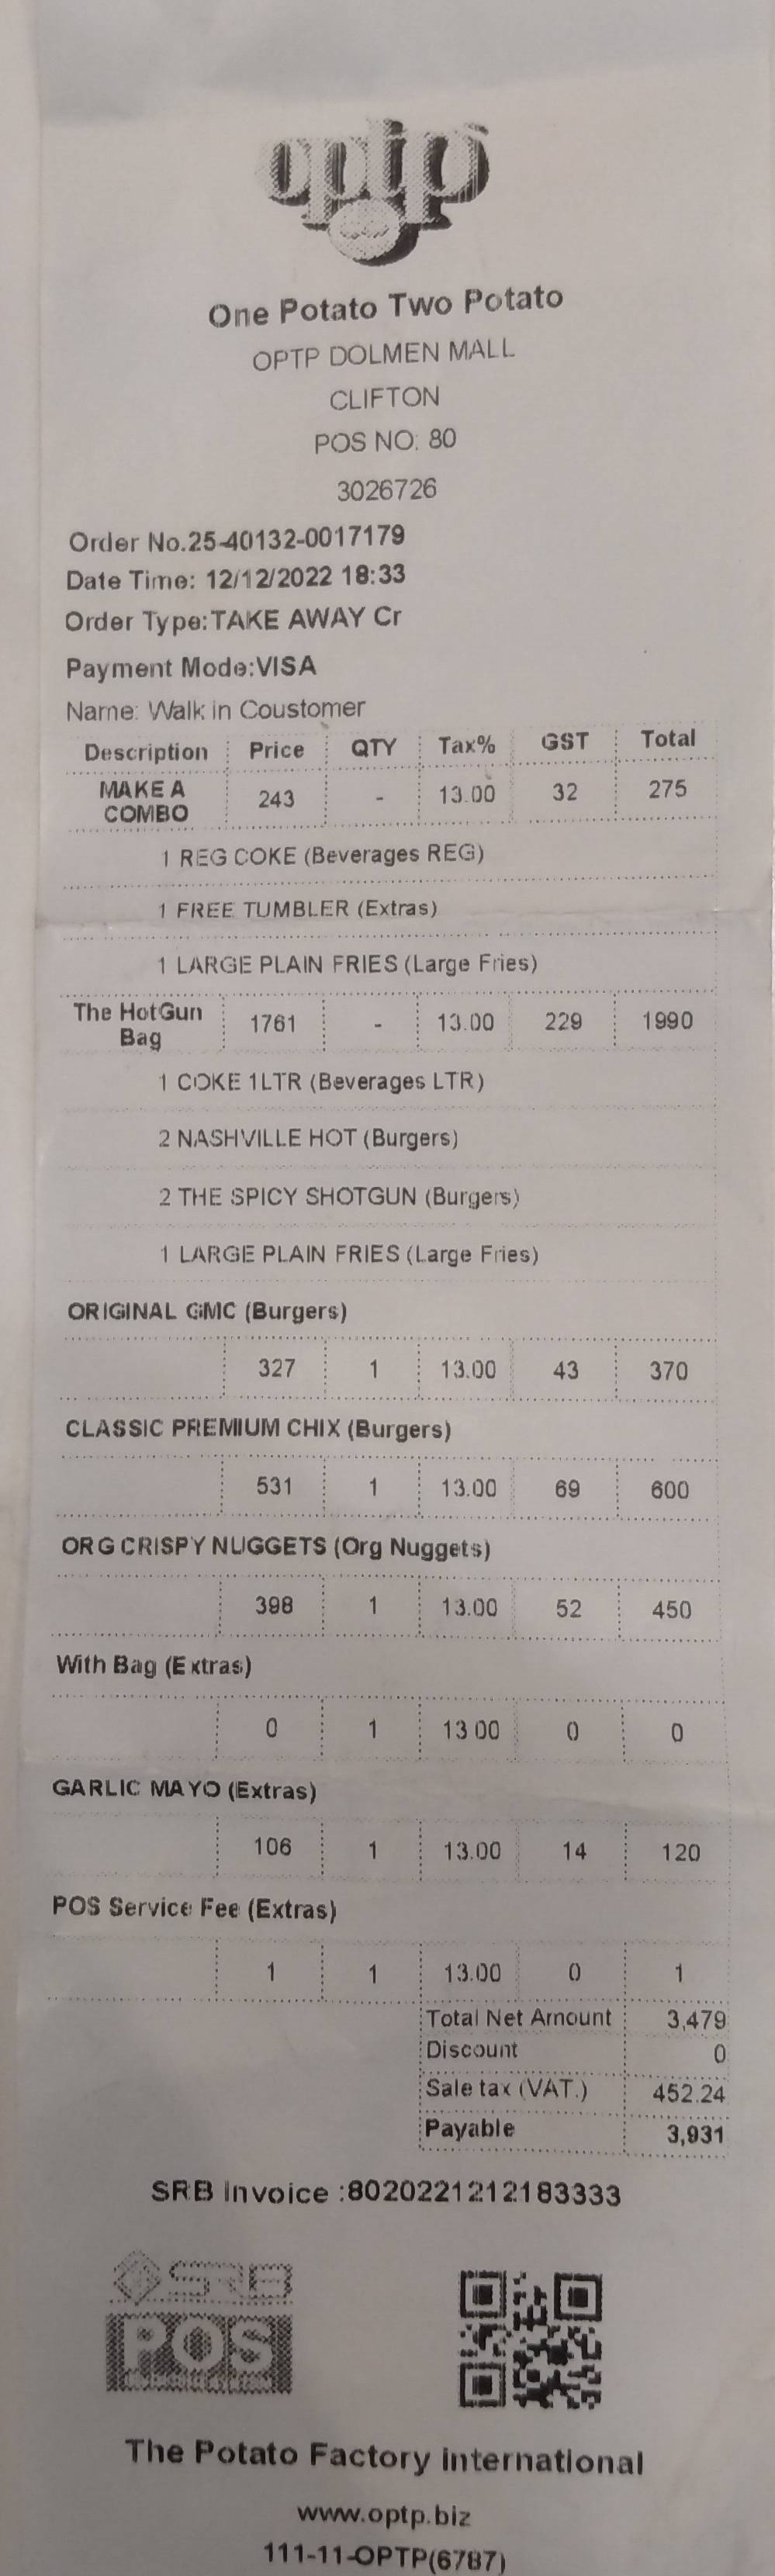 optp
One Potato Two Potato
OPTP DOLMEN MALL
CLIFTON
POS NO: 80
3026726
Order No.25-40132-0017179
Date Time: 12/12/2022 18:33
Order Type:TAKE AWAY Cr
Payment Mode:VISA
Name: Walk in Coustomer
Description Price QTY Tax% GST Total
MAKE A COMBO 243 - 13.00 32 275
1 REG COKE (Beverages REG)
1 FREE TUMBLER (Extras)
1 LARGE PLAIN FRIES (Large Fries)
The HotGun Bag 1761 - 13.00 229 1990
1 COKE 1LTR (Beverages LTR)
2 NASHVILLE HOT (Burgers)
2 THE SPICY SHOTGUN (Burgers)
1 LARGE PLAIN FRIES (Large Fries)
ORIGINAL GMC (Burgers)
327 1 13.00 43 370
CLASSIC PREMIUM CHIX (Burgers)
531 1 13.00 69 600
ORG CRISPY NUGGETS (Org Nuggets)
398 1 13.00 52 450
With Bag (Extras)
0 1 13.00 0 0
GARLIC MAYO (Extras)
106 1 13.00 14 120
POS Service Fee (Extras)
1 1 13.00 0 1
Total Net Amount 3,479
Discount 0
Sale tax (VAT.) 452.24
Payable 3,931
SRB Invoice :8020221212183333
SRB
POS
The Potato Factory international
www.optp.biz
111-11-OPTP(6787)